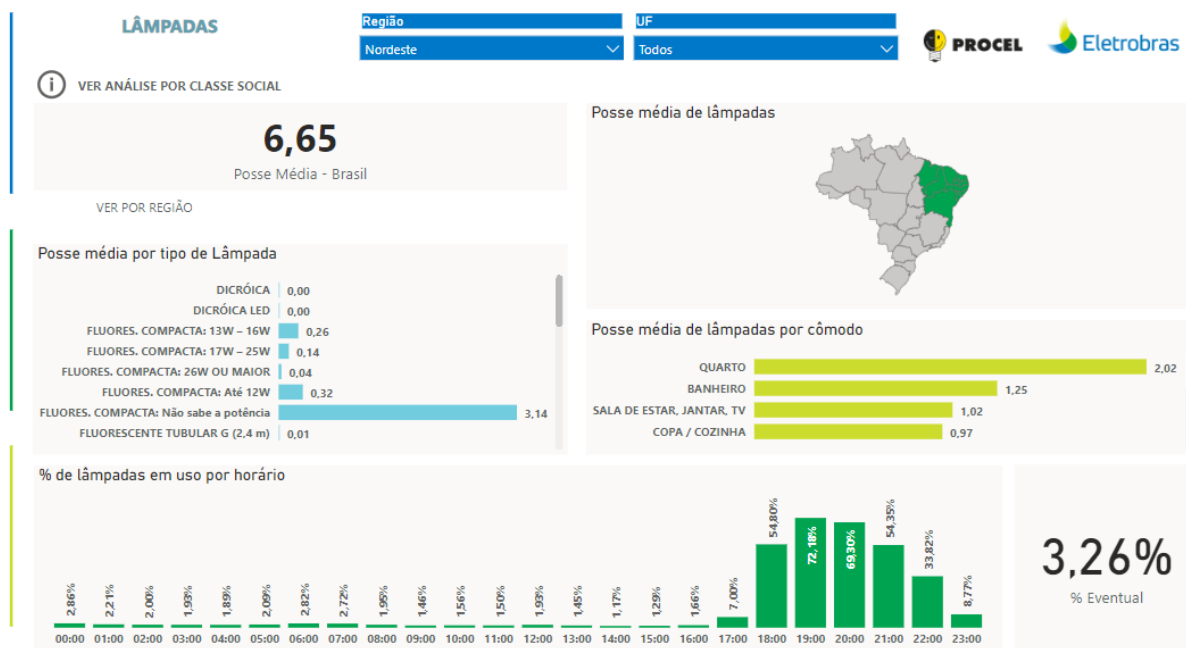 LÂMPADAS
Região
Nordeste
UF
Todos
PROCEL
Eletrobras
i
VER ANÁLISE POR CLASSE SOCIAL
6,65
Posse Média - Brasil
VER POR REGIÃO
Posse média de lâmpadas
Posse média por tipo de Lâmpada
DICRÓICA 0,00
DICRÓICA LED 0,00
FLUORES. COMPACTA: 13W – 16W 0,26
FLUORES. COMPACTA: 17W – 25W 0,14
FLUORES. COMPACTA: 26W OU MAIOR 0,04
FLUORES. COMPACTA: Até 12W 0,32
FLUORES. COMPACTA: Não sabe a potência 3,14
FLUORESCENTE TUBULAR G (2,4 m) 0,01
Posse média de lâmpadas por cômodo
QUARTO 2,02
BANHEIRO 1,25
SALA DE ESTAR, JANTAR, TV 1,02
COPA / COZINHA 0,97
% de lâmpadas em uso por horário
2,86% 2,21% 2,00% 1,93% 1,89% 2,09% 2,82% 2,72% 1,95% 1,46% 1,56% 1,50% 1,93% 1,45% 1,17% 1,29% 1,66% 7,00% 54,80% 72,18% 69,30% 54,35% 33,82% 8,77%
00:00 01:00 02:00 03:00 04:00 05:00 06:00 07:00 08:00 09:00 10:00 11:00 12:00 13:00 14:00 15:00 16:00 17:00 18:00 19:00 20:00 21:00 22:00 23:00
3,26%
% Eventual